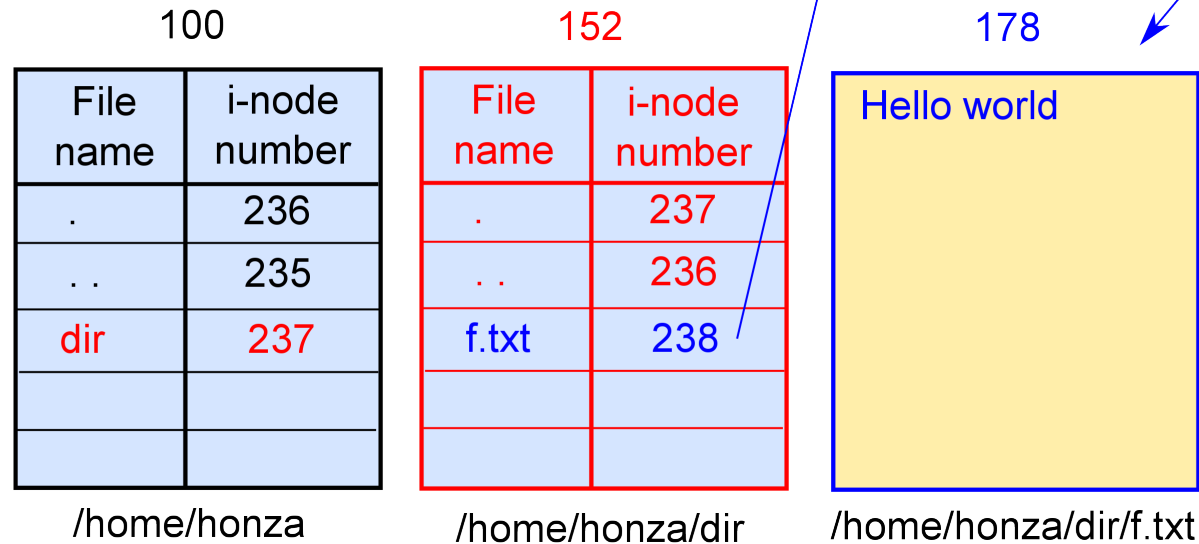 100
152
178
File name
i-node number
File name
i-node number
Hello world
.
236
.
237
. .
235
. .
236
dir
237
f.txt
238
/home/honza
/home/honza/dir
/home/honza/dir/f.txt